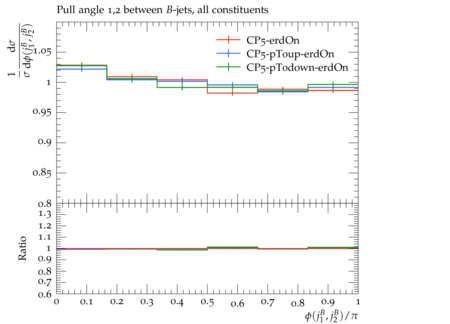 Pull angle 1,2 between B-jets, all constituents
1/σ dσ/dϕ(j₁ᴮ, j₂ᴮ)
CP5-erdOn
CP5-pToup-erdOn
CP5-pTodown-erdOn
1.05
1
0.95
0.9
0.85
0.8
Ratio
1.3
1.2
1.1
1
0.9
0.8
0.7
0.6
0 0.1 0.2 0.3 0.4 0.5 0.6 0.7 0.8 0.9 1
ϕ(j₁ᴮ, j₂ᴮ)/π